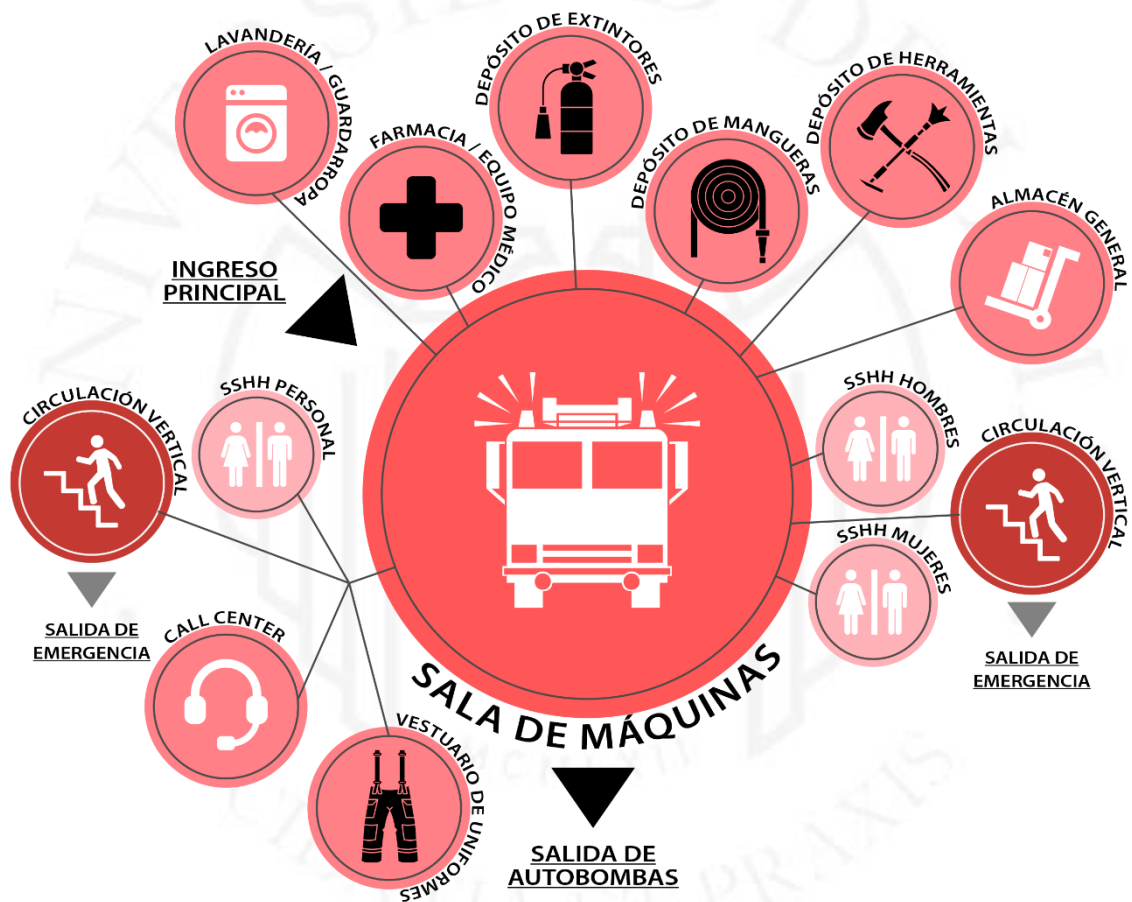 LAVANDERÍA / GUARDARROPA
FARMACIA / EQUIPO MÉDICO
DEPÓSITO DE EXTINTORES
DEPÓSITO DE MANGUERAS
DEPÓSITO DE HERRAMIENTAS
ALMACÉN GENERAL
INGRESO
PRINCIPAL
CIRCULACIÓN VERTICAL
SSHH PERSONAL
SSHH HOMBRES
CIRCULACIÓN VERTICAL
SSHH MUJERES
SALIDA DE
EMERGENCIA
CALL CENTER
SALA DE MÁQUINAS
SALIDA DE
EMERGENCIA
VESTUARIO DE UNIFORMES
SALIDA DE
AUTOBOMBAS
PRAXIS